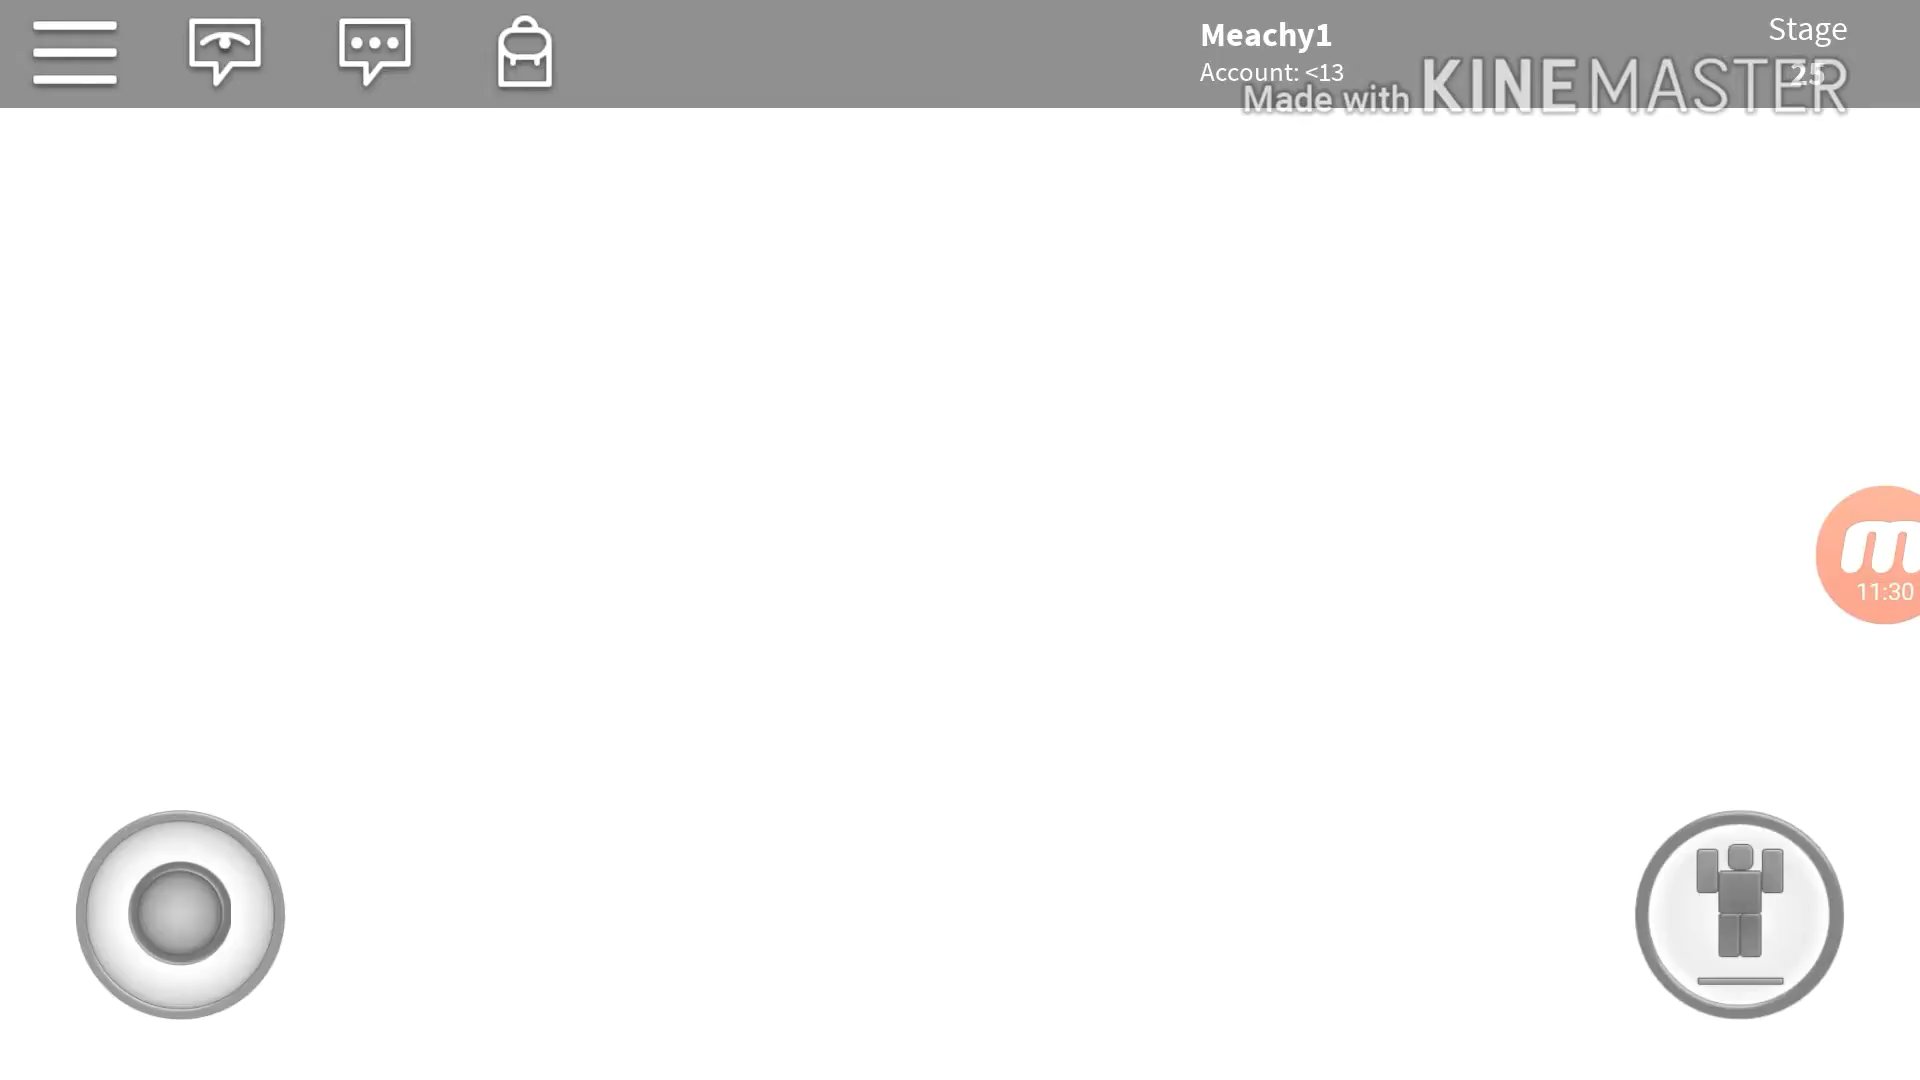 Meachy1
Account: <13
Stage
25
Made with KINEMASTER
m
11:30